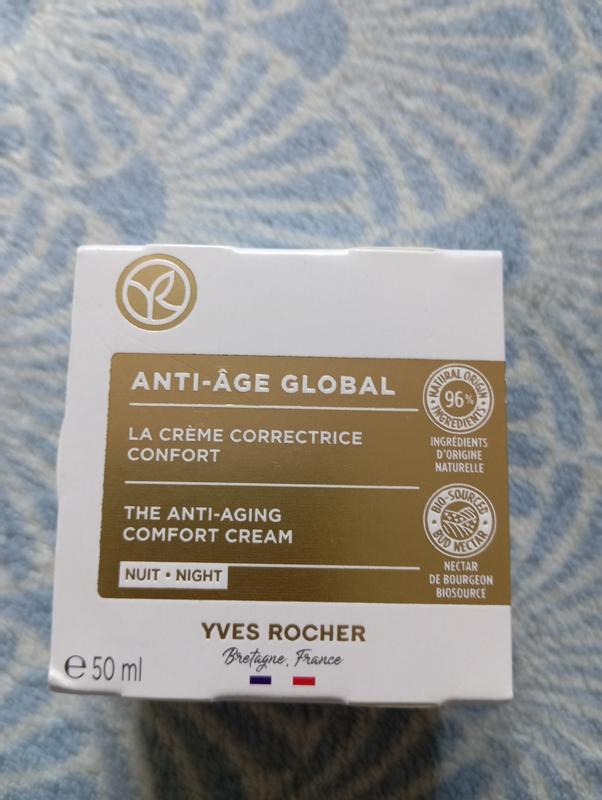 ANTI-ÂGE GLOBAL
LA CRÈME CORRECTRICE
CONFORT
THE ANTI-AGING
COMFORT CREAM
NUIT • NIGHT
NATURAL ORIGIN
96%
INGREDIENTS
INGRÉDIENTS
D'ORIGINE
NATURELLE
BIO-SOURCED
BUD NECTAR
NECTAR
DE BOURGEON
BIOSOURCÉ
YVES ROCHER
Bretagne, France
e 50 ml